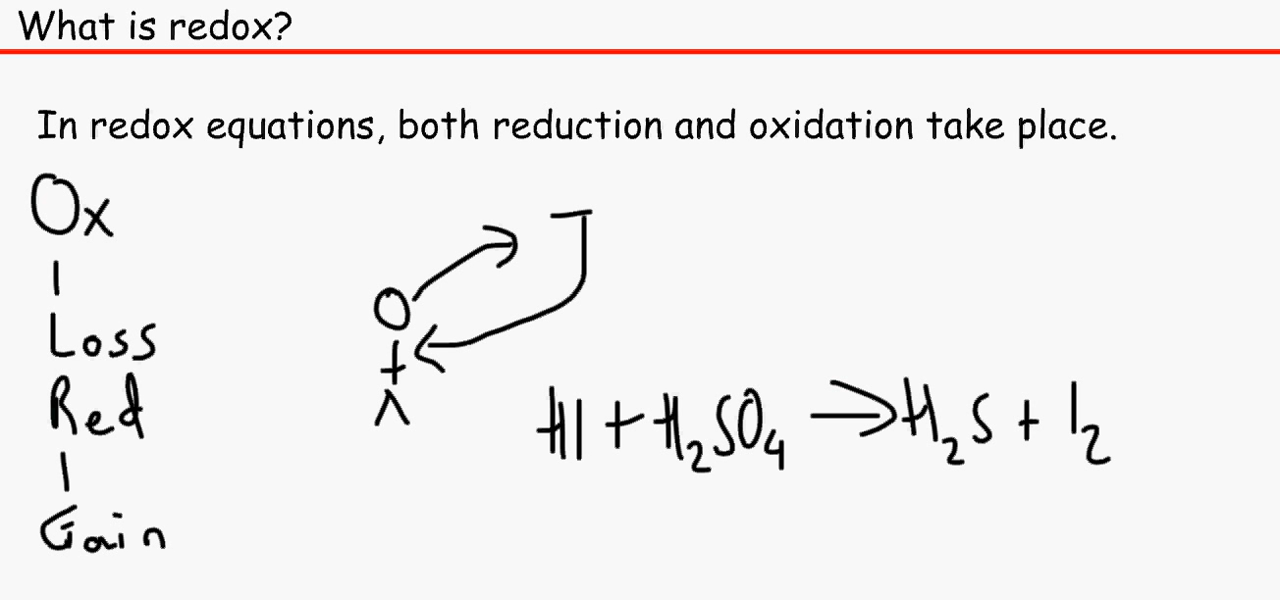 What is redox?
In redox equations, both reduction and oxidation take place.
Ox
I
Loss
Red
I
Gain
HI + H₂SO₄ → H₂S + I₂